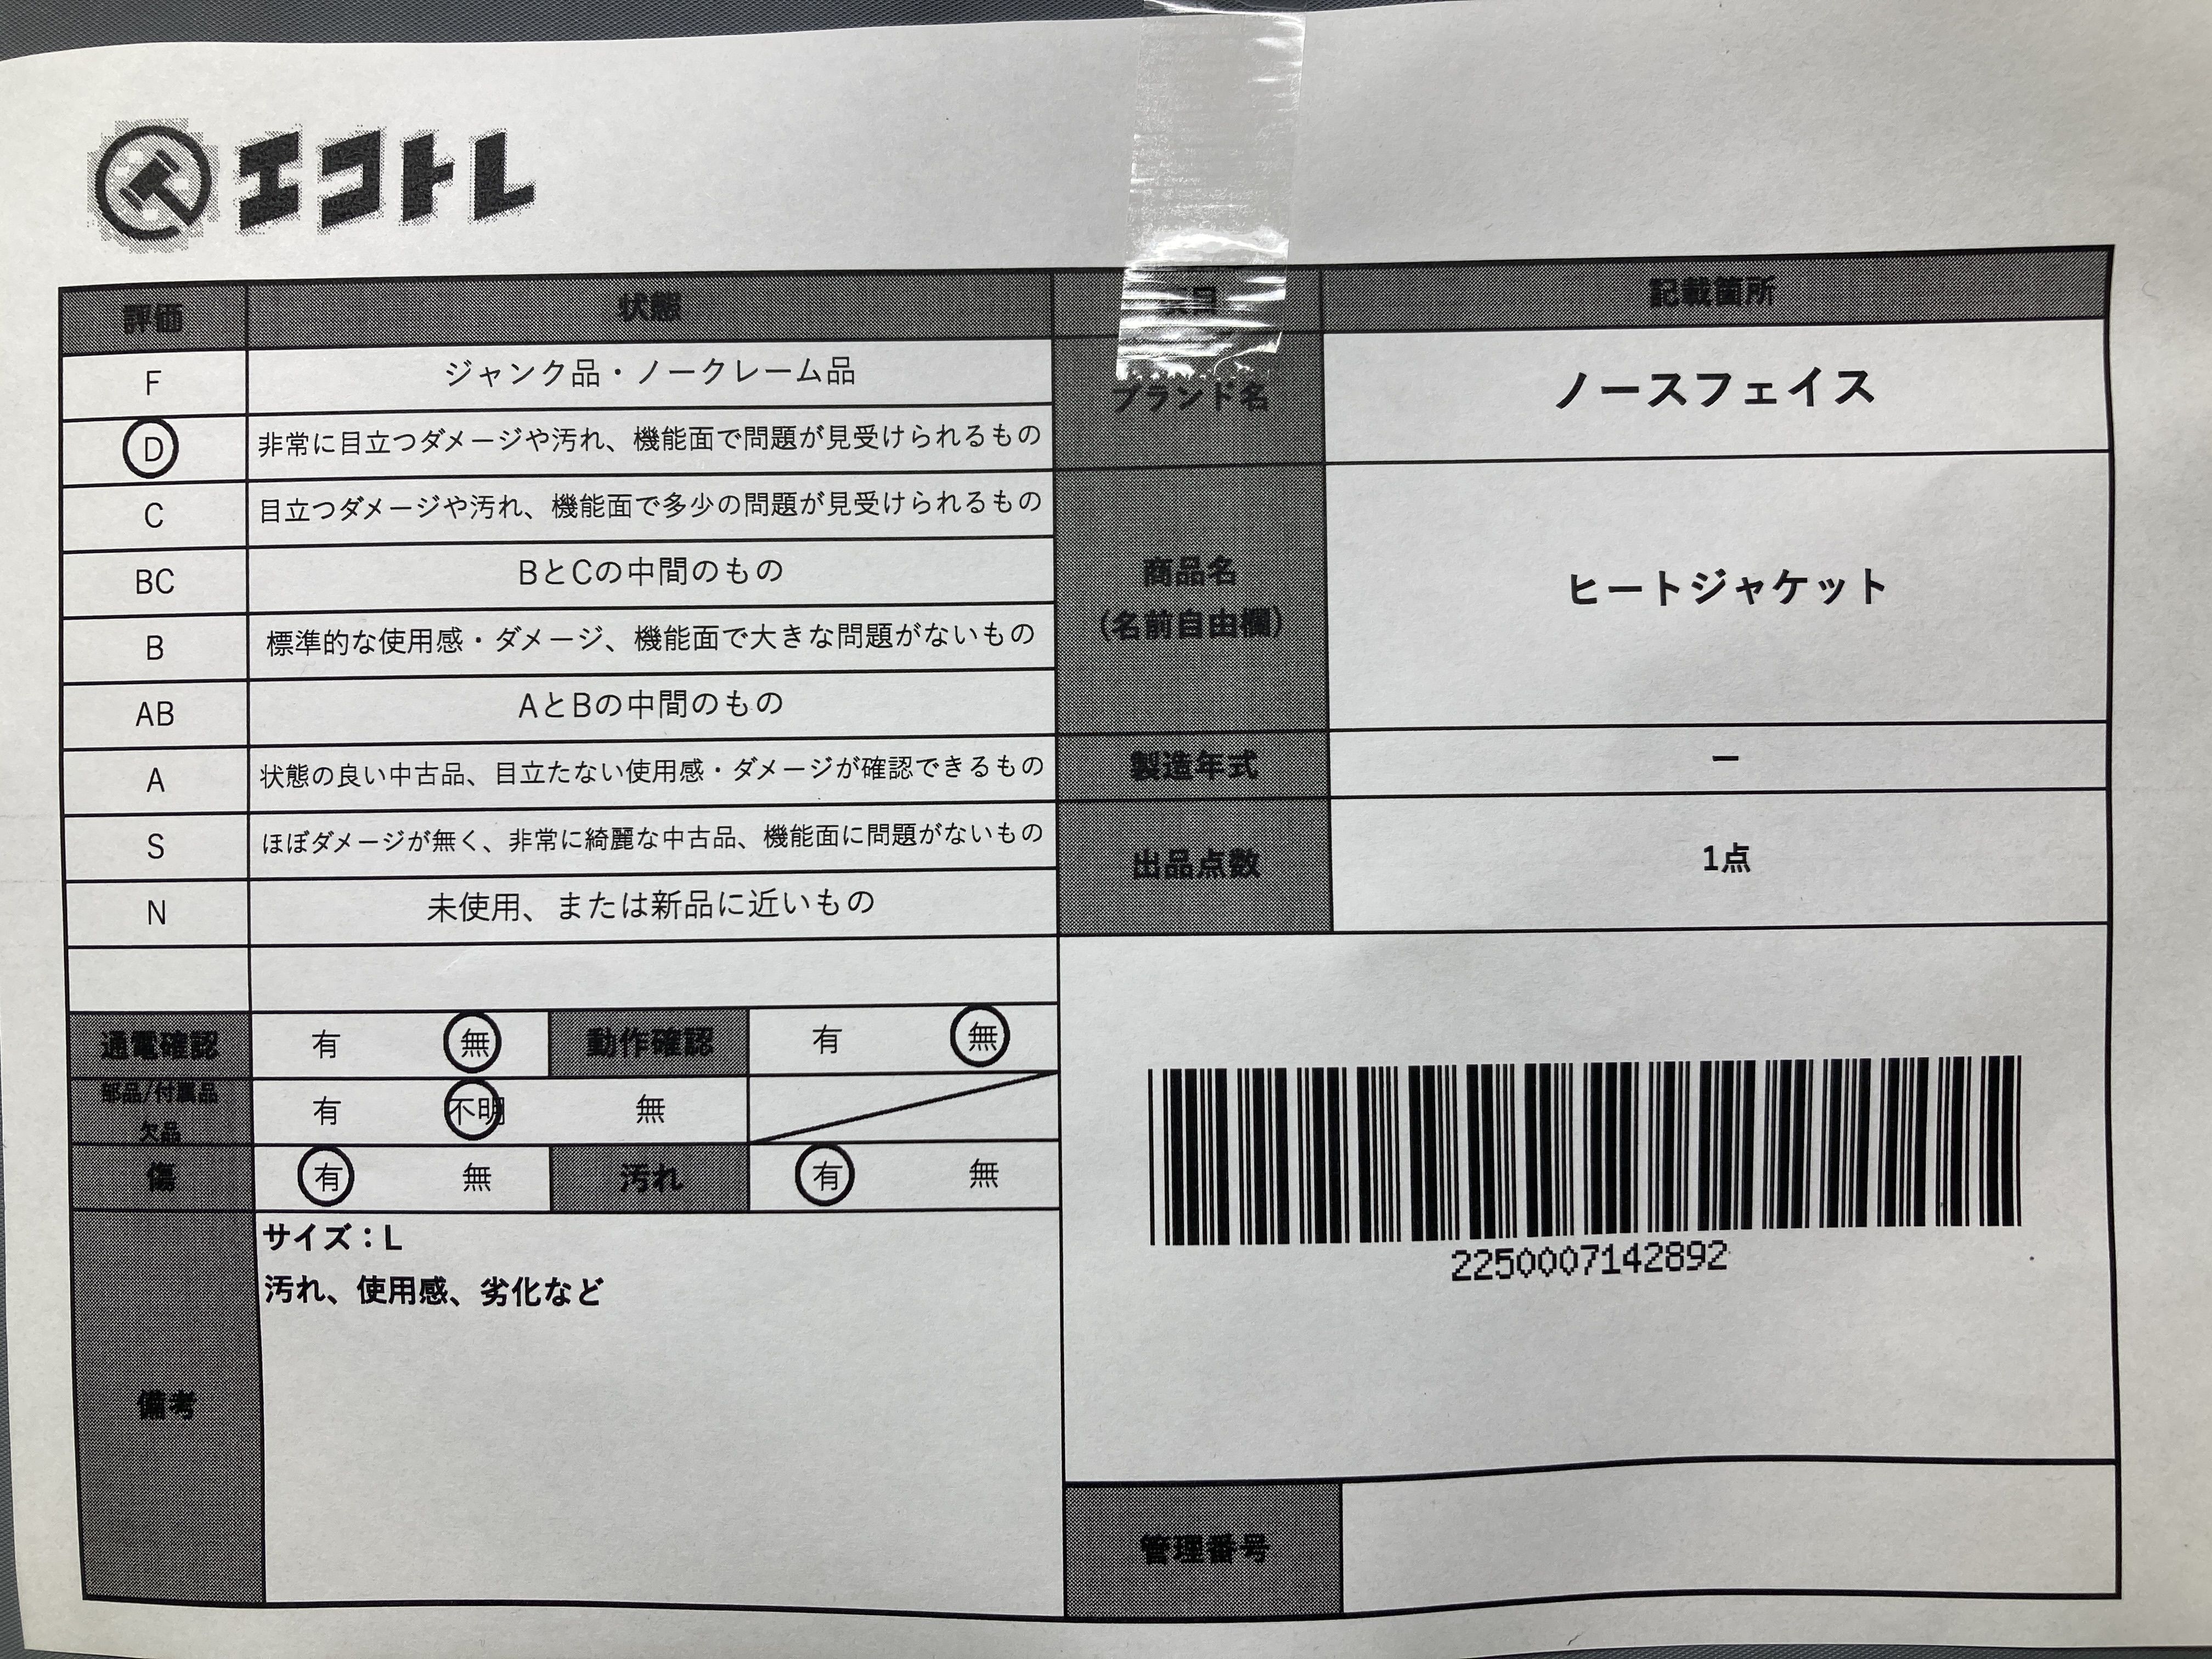 エコトレ
評価 状態 項目 記載箇所
F ジャンク品・ノークレーム品
D 非常に目立つダメージや汚れ、機能面で問題が見受けられるもの
C 目立つダメージや汚れ、機能面で多少の問題が見受けられるもの
BC BとCの中間のもの
B 標準的な使用感・ダメージ、機能面で大きな問題がないもの
AB AとBの中間のもの
A 状態の良い中古品、目立たない使用感・ダメージが確認できるもの
S ほぼダメージが無く、非常に綺麗な中古品、機能面に問題がないもの
N 未使用、または新品に近いもの
ブランド名 ノースフェイス
商品名
(名前自由欄)
ヒートジャケット
製造年式 ー
出品点数 1点
通電確認 有 無 動作確認 有 無
部品/付属品
欠品
有 不明 無
傷 有 無 汚れ 有 無
備考
サイズ：L
汚れ、使用感、劣化など
2250007142892
管理番号